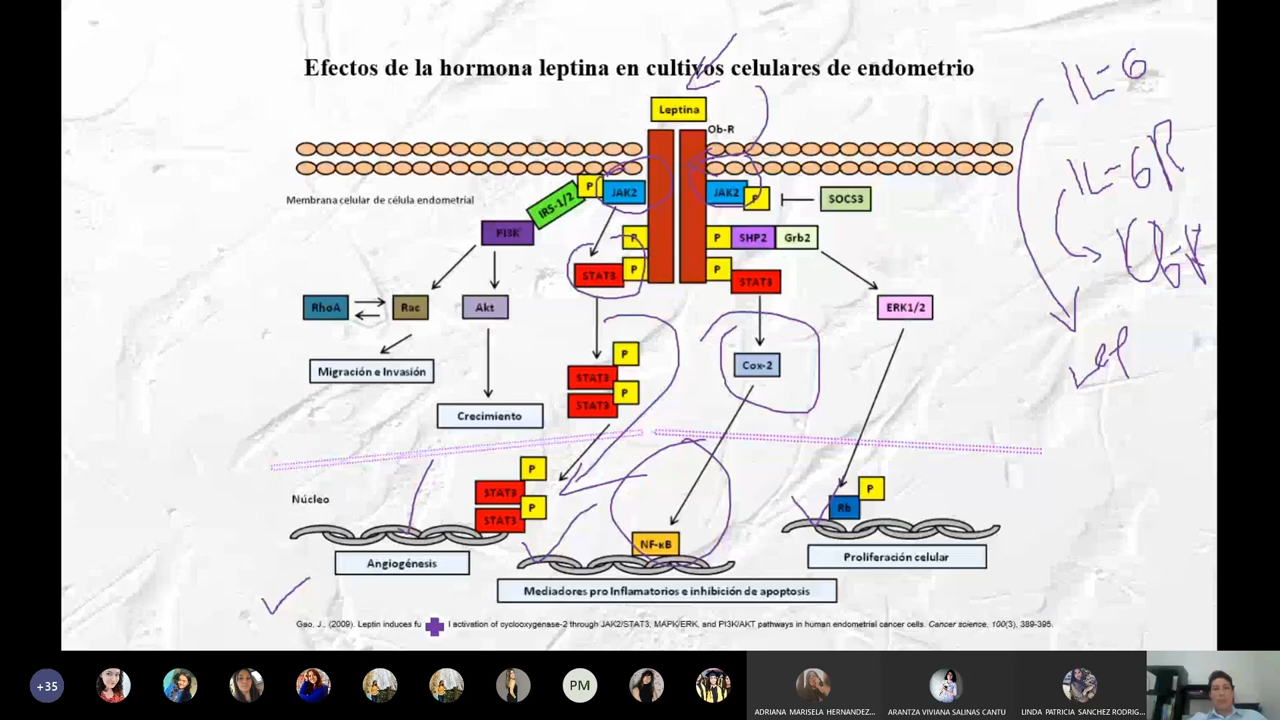 Efectos de la hormona leptina en cultivos celulares de endometrio
IL-6
IL-6R
Leptina
Ob-R
Membrana celular de célula endometrial
P
JAK2
JAK2
P
SOCS3
IRS-1/2
PI3K
P
P
SHP2
Grb2
STAT3
P
P
STAT3
RhoA
Rac
Akt
ERK1/2
P
Cox-2
Migración e Invasión
STAT3
P
STAT3
Crecimiento
P
STAT3
P
STAT3
Núcleo
P
Rb
NF-κB
Angiogénesis
Proliferación celular
Mediadores pro Inflamatorios e inhibición de apoptosis
Gao, J., (2009). Leptin induces fu l activation of cyclooxygenase-2 through JAK2/STAT3, MAPK/ERK, and PI3K/AKT pathways in human endometrial cancer cells. Cancer science, 100(3), 389-395.
+35
PM
ADRIANA MARISELA HERNANDEZ...
ARANTZA VIVIANA SALINAS CANTU
LINDA PATRICIA SANCHEZ RODRIG...